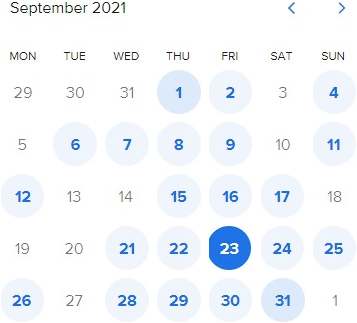 September 2021
MON TUE WED THU FRI SAT SUN
29 30 31 1 2 3 4
5 6 7 8 9 10 11
12 13 14 15 16 17 18
19 20 21 22 23 24 25
26 27 28 29 30 31 1